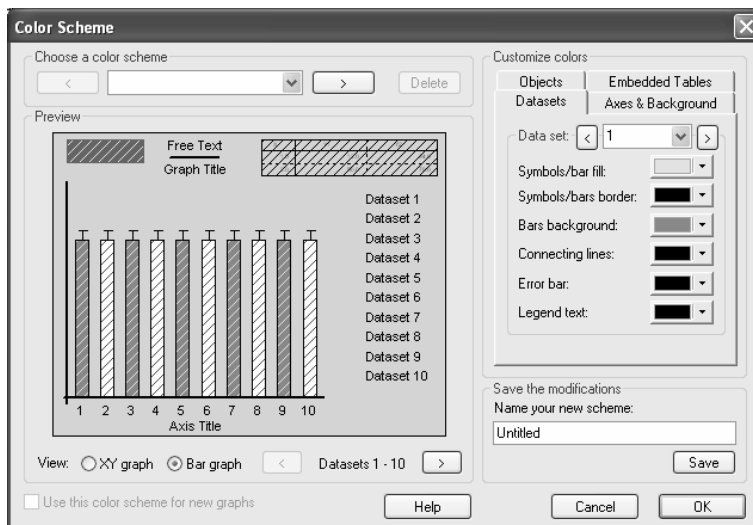 Color Scheme
Choose a color scheme
<
>
Delete
Preview
Free Text
Graph Title
Dataset 1
Dataset 2
Dataset 3
Dataset 4
Dataset 5
Dataset 6
Dataset 7
Dataset 8
Dataset 9
Dataset 10
1 2 3 4 5 6 7 8 9 10
Axis Title
View: XY graph Bar graph < Datasets 1 - 10 >
Use this color scheme for new graphs
Customize colors
Objects Embedded Tables
Datasets Axes & Background
Data set: < 1 >
Symbols/bar fill:
Symbols/bars border:
Bars background:
Connecting lines:
Error bar:
Legend text:
Save the modifications
Name your new scheme:
Untitled
Save
Help Cancel OK